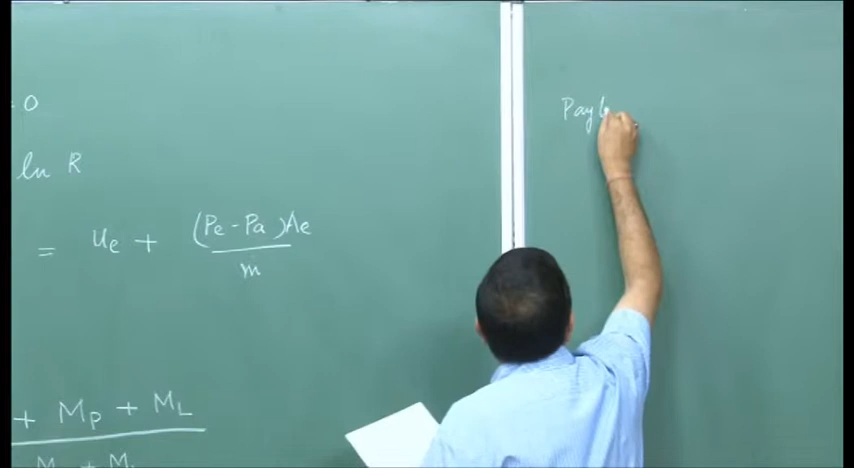 = 0
ln R
= ue + (Pe - Pa) Ae
m
+ Mp + ML
Payl